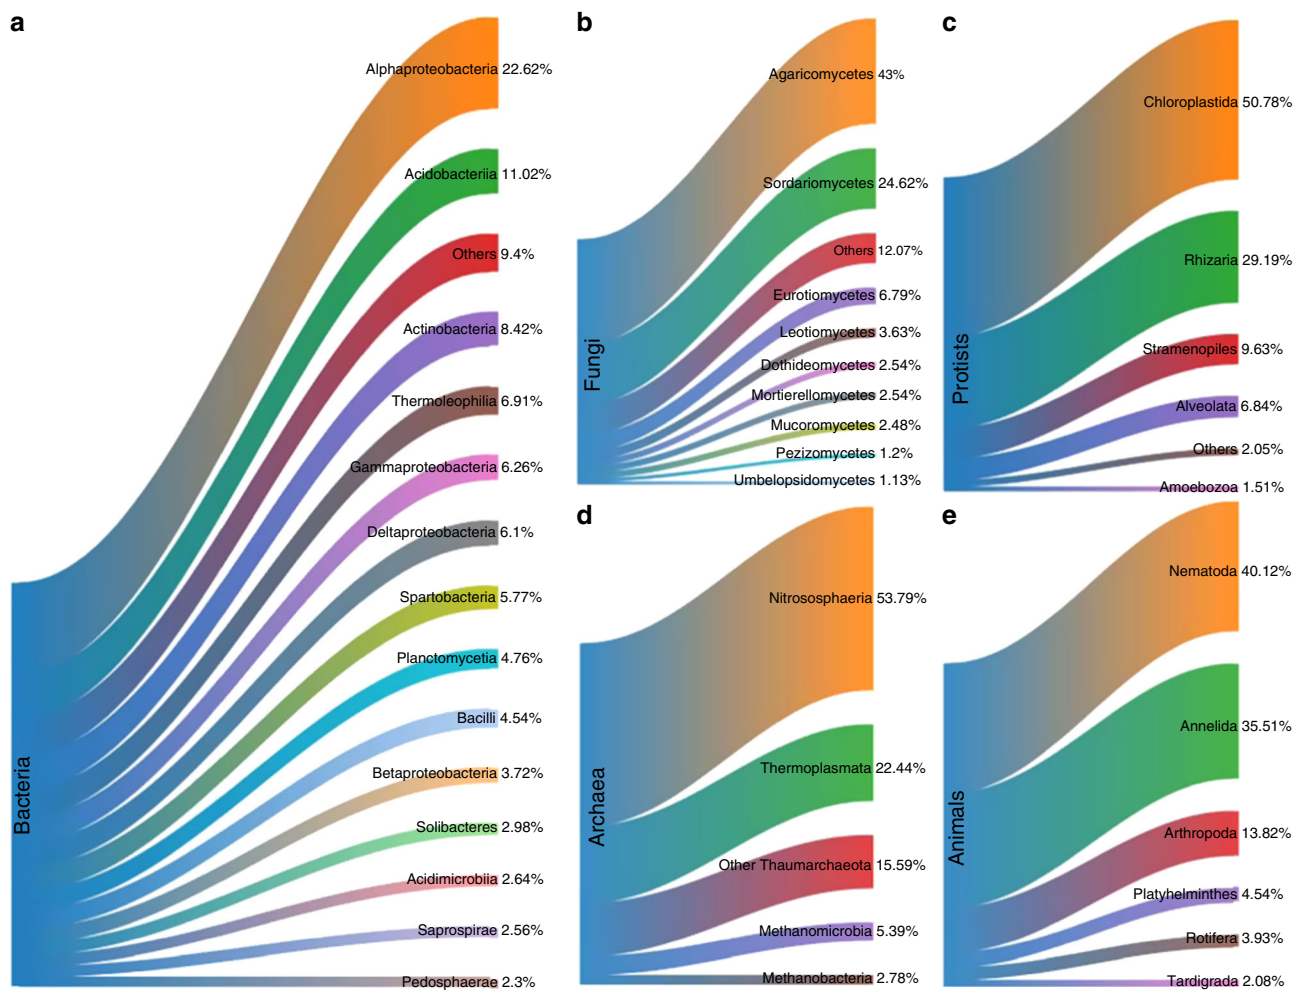 a
Alphaproteobacteria 22.62%
Acidobacteriia 11.02%
Others 9.4%
Actinobacteria 8.42%
Thermoleophilia 6.91%
Gammaproteobacteria 6.26%
Deltaproteobacteria 6.1%
Spartobacteria 5.77%
Planctomycetia 4.76%
Bacilli 4.54%
Betaproteobacteria 3.72%
Solibacteres 2.98%
Acidimicrobiia 2.64%
Saprospirae 2.56%
Pedosphaerae 2.3%
Bacteria
b
Agaricomycetes 43%
Sordariomycetes 24.62%
Others 12.07%
Eurotiomycetes 6.79%
Leotiomycetes 3.63%
Dothideomycetes 2.54%
Mortierellomycetes 2.54%
Mucoromycetes 2.48%
Pezizomycetes 1.2%
Umbelopsidomycetes 1.13%
Fungi
c
Chloroplastida 50.78%
Rhizaria 29.19%
Stramenopiles 9.63%
Alveolata 6.84%
Others 2.05%
Amoebozoa 1.51%
Protists
d
Nitrososphaeria 53.79%
Thermoplasmata 22.44%
Other Thaumarchaeota 15.59%
Methanomicrobia 5.39%
Methanobacteria 2.78%
Archaea
e
Nematoda 40.12%
Annelida 35.51%
Arthropoda 13.82%
Platyhelminthes 4.54%
Rotifera 3.93%
Tardigrada 2.08%
Animals